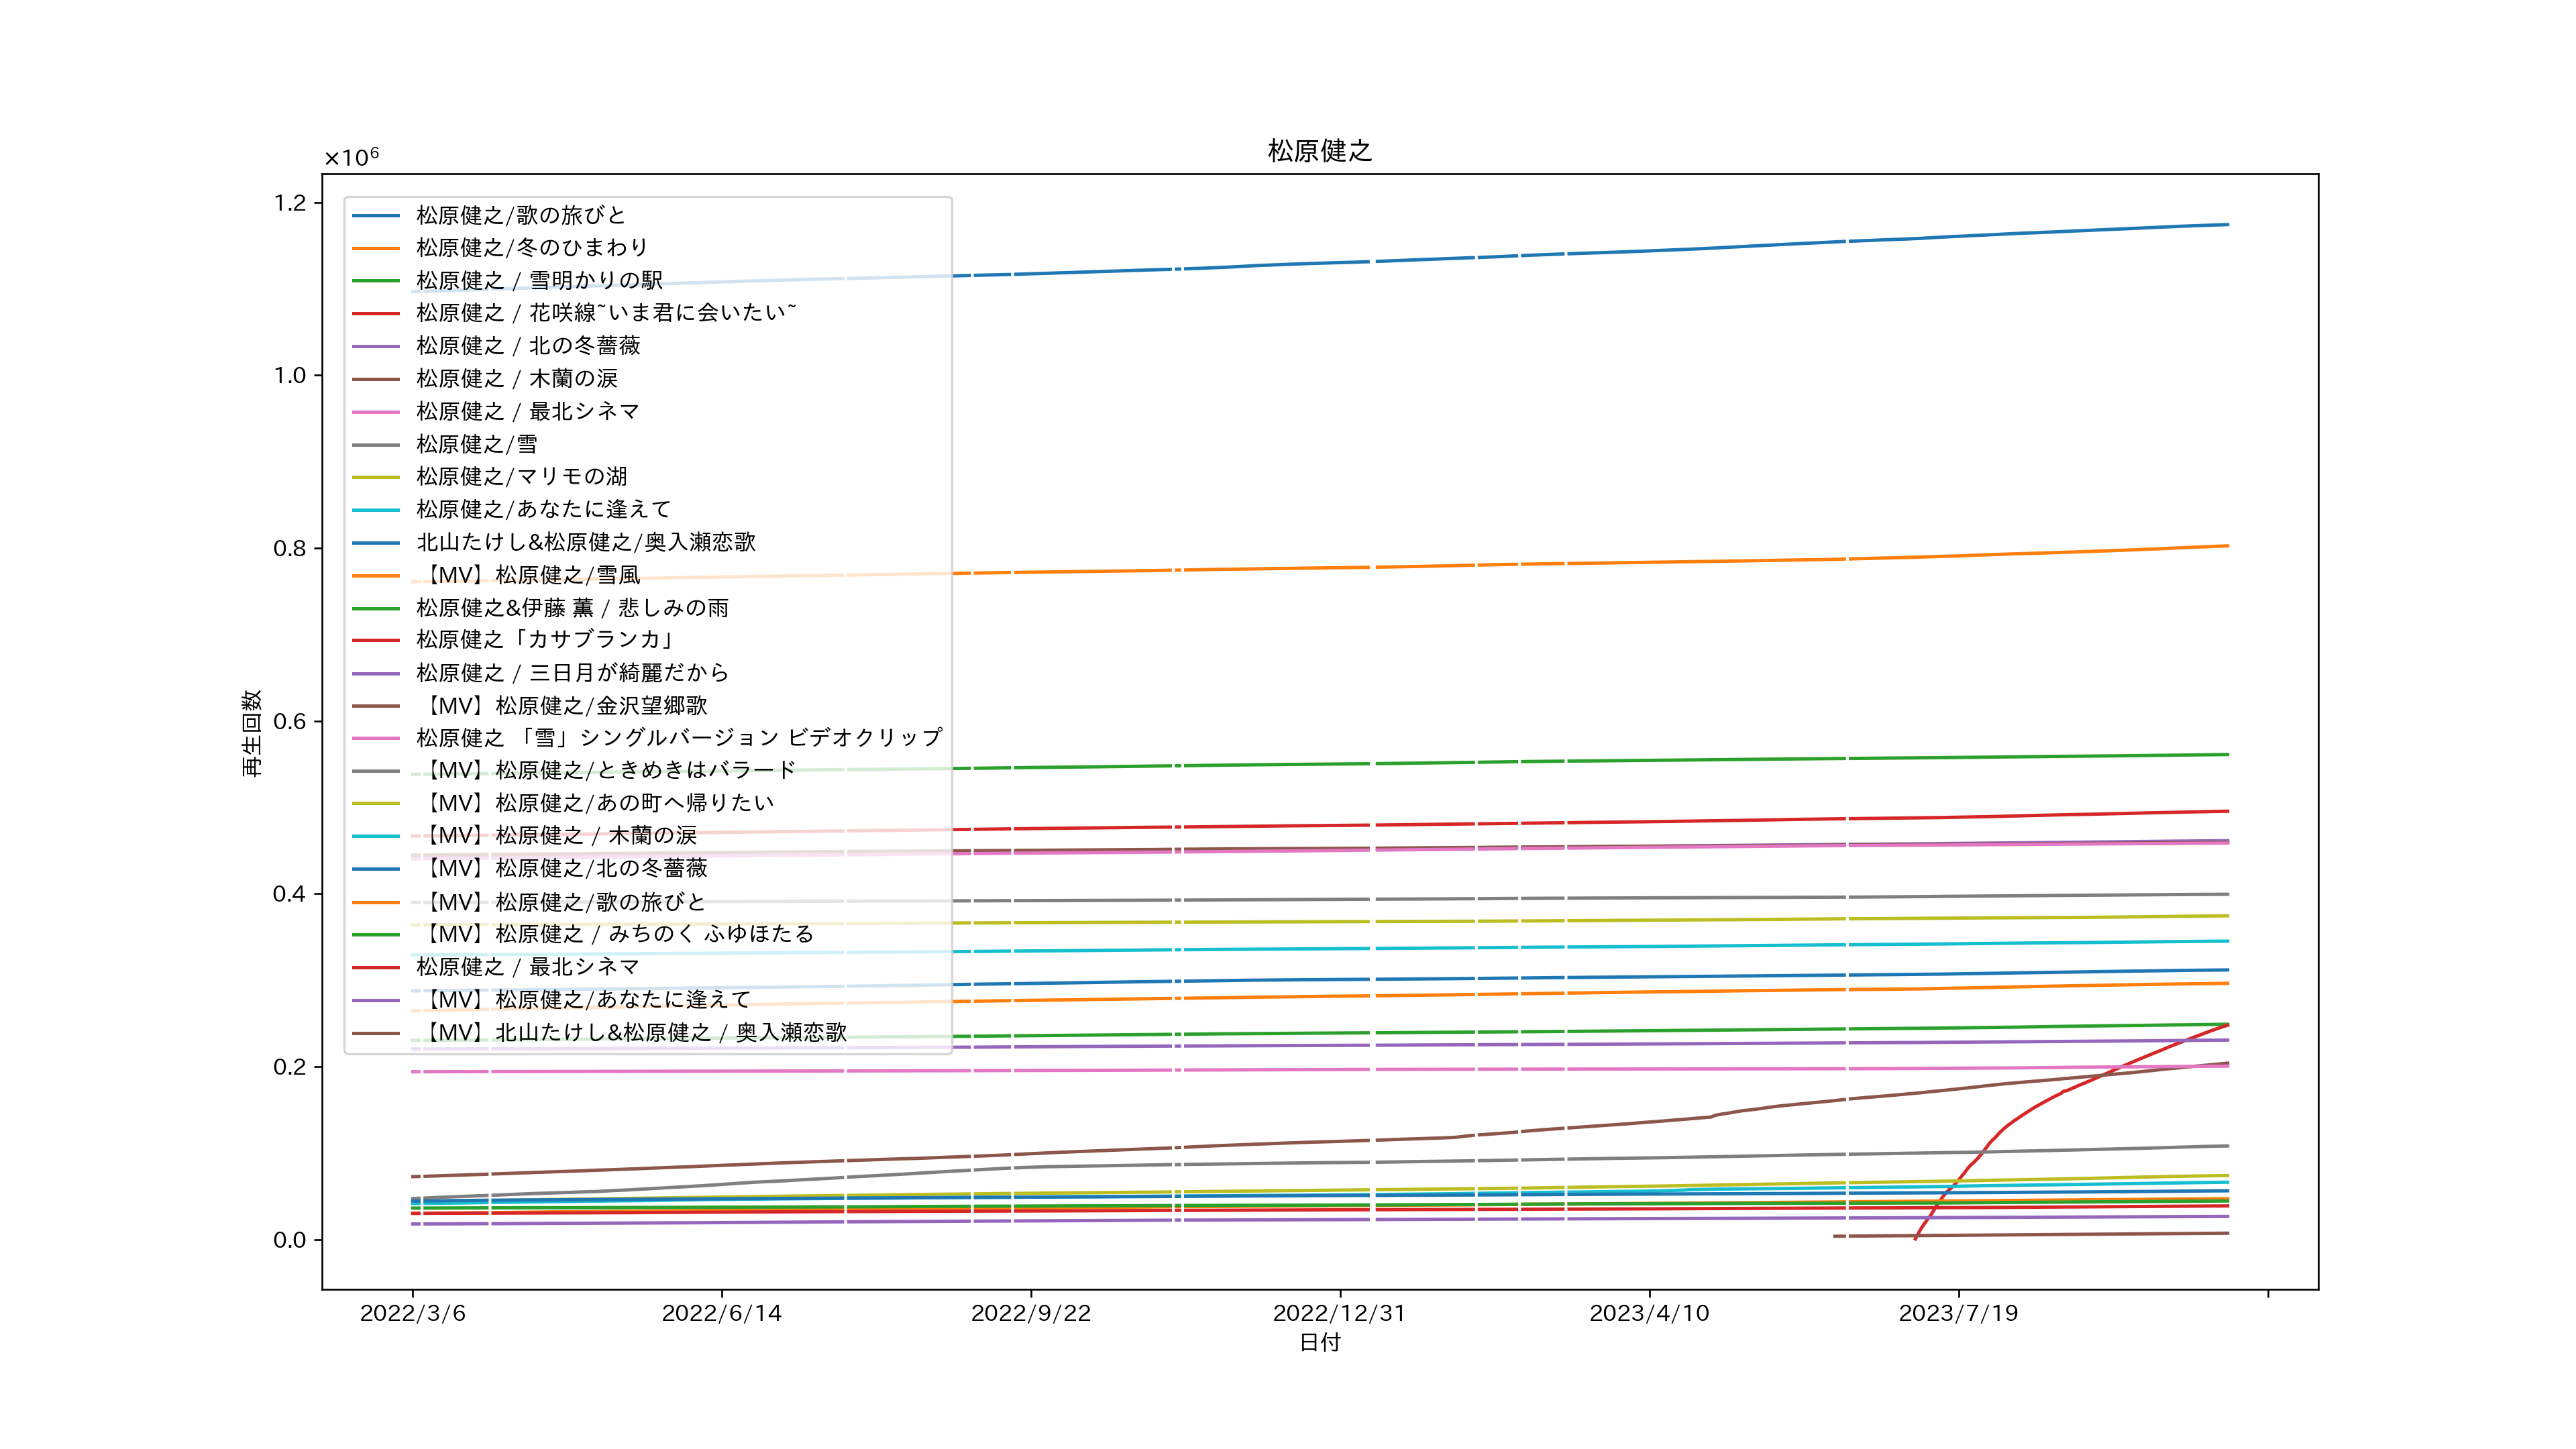 松原健之
×10⁶
1.2
1.0
0.8
0.6
0.4
0.2
0.0
再生回数
松原健之/歌の旅びと
松原健之/冬のひまわり
松原健之 / 雪明かりの駅
松原健之 / 花咲線~いま君に会いたい~
松原健之 / 北の冬薔薇
松原健之 / 木蘭の涙
松原健之 / 最北シネマ
松原健之/雪
松原健之/マリモの湖
松原健之/あなたに逢えて
北山たけし&松原健之/奥入瀬恋歌
【MV】松原健之/雪風
松原健之&伊藤 薫 / 悲しみの雨
松原健之「カサブランカ」
松原健之 / 三日月が綺麗だから
【MV】松原健之/金沢望郷歌
松原健之 「雪」シングルバージョン ビデオクリップ
【MV】松原健之/ときめきはバラード
【MV】松原健之/あの町へ帰りたい
【MV】松原健之 / 木蘭の涙
【MV】松原健之/北の冬薔薇
【MV】松原健之/歌の旅びと
【MV】松原健之 / みちのく ふゆほたる
松原健之 / 最北シネマ
【MV】松原健之/あなたに逢えて
【MV】北山たけし&松原健之 / 奥入瀬恋歌
2022/3/6 2022/6/14 2022/9/22 2022/12/31 2023/4/10 2023/7/19
日付